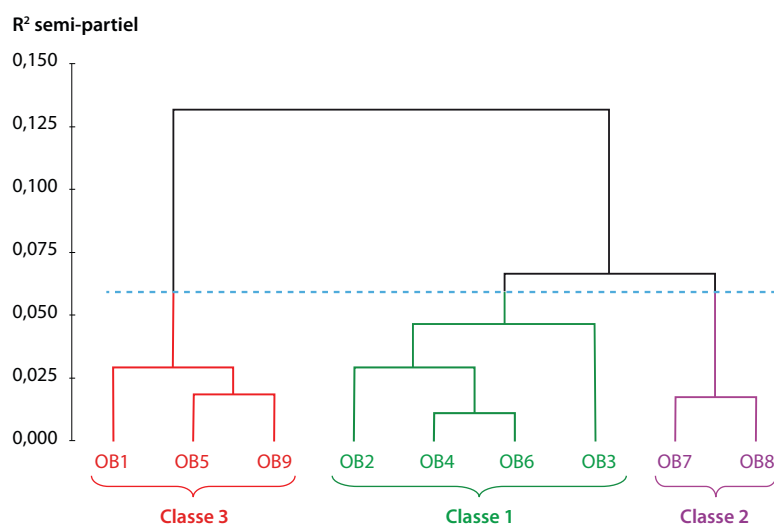 R² semi-partiel
0,150
0,125
0,100
0,075
0,050
0,025
0,000
OB1 OB5 OB9 OB2 OB4 OB6 OB3 OB7 OB8
Classe 3 Classe 1 Classe 2